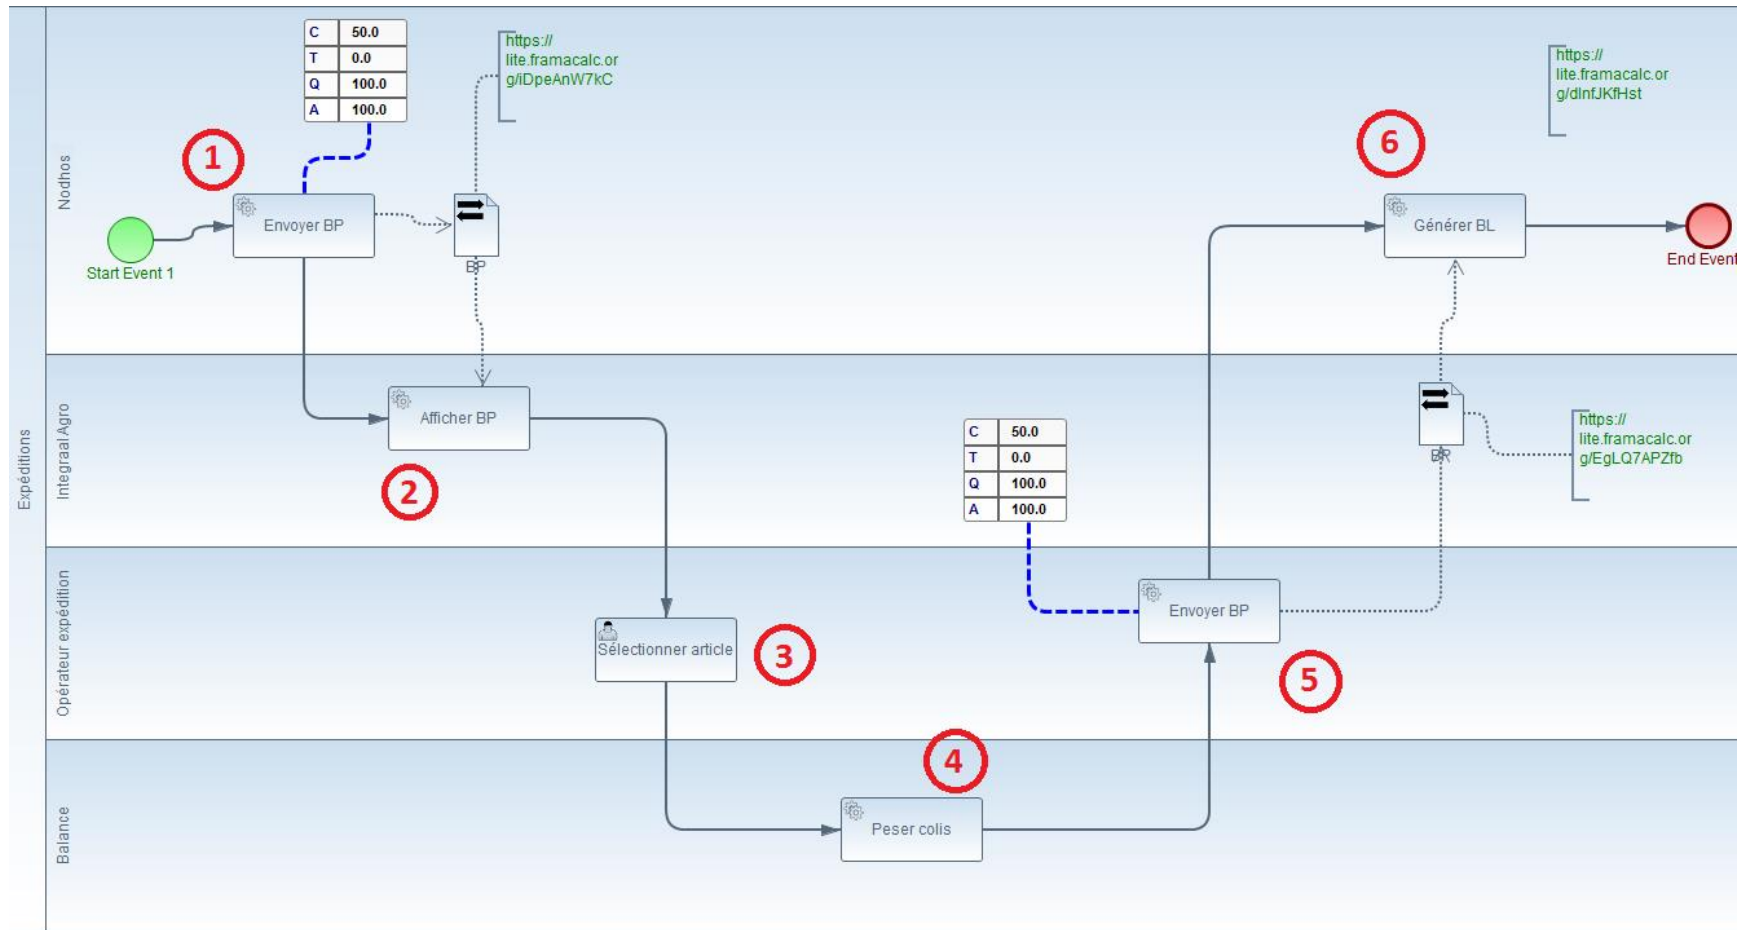 Expéditions
Nodhos
C 50.0
T 0.0
Q 100.0
A 100.0
https://
lite.framacalc.or
g/iDpeAnW7kC
https://
lite.framacalc.or
g/dInfJKfHst
1
6
Envoyer BP
Générer BL
BP
Start Event 1
End Event
Integraal Agro
Afficher BP
2
C 50.0
T 0.0
Q 100.0
A 100.0
BR
https://
lite.framacalc.or
g/EgLQ7APZfb
Opérateur expédition
Envoyer BP
Sélectionner article
3
5
Balance
4
Peser colis